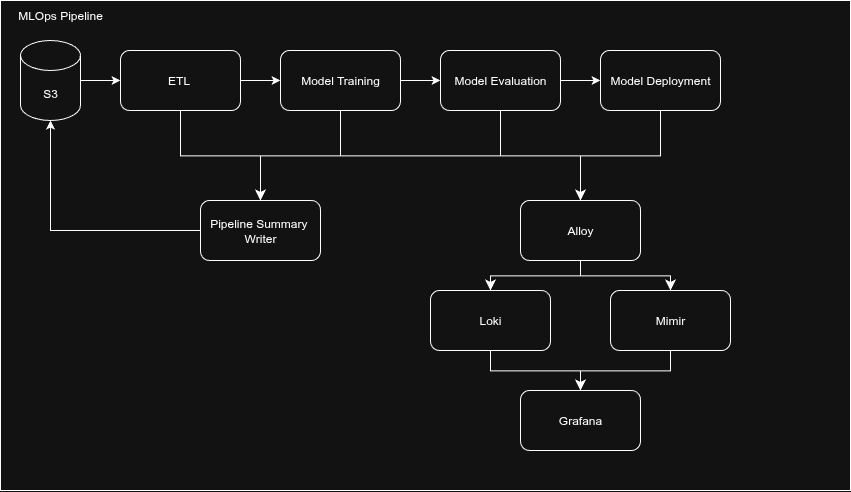 MLOps Pipeline
S3
ETL
Model Training
Model Evaluation
Model Deployment
Pipeline Summary
Writer
Alloy
Loki
Mimir
Grafana